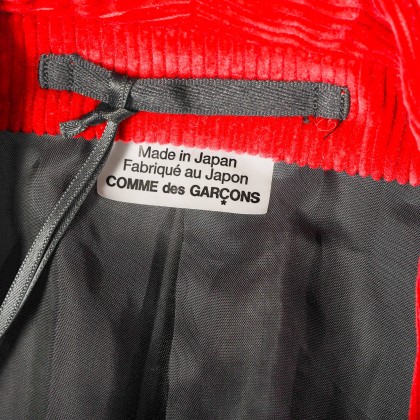 Made in Japan
Fabriqué au Japon
COMME des GARÇONS